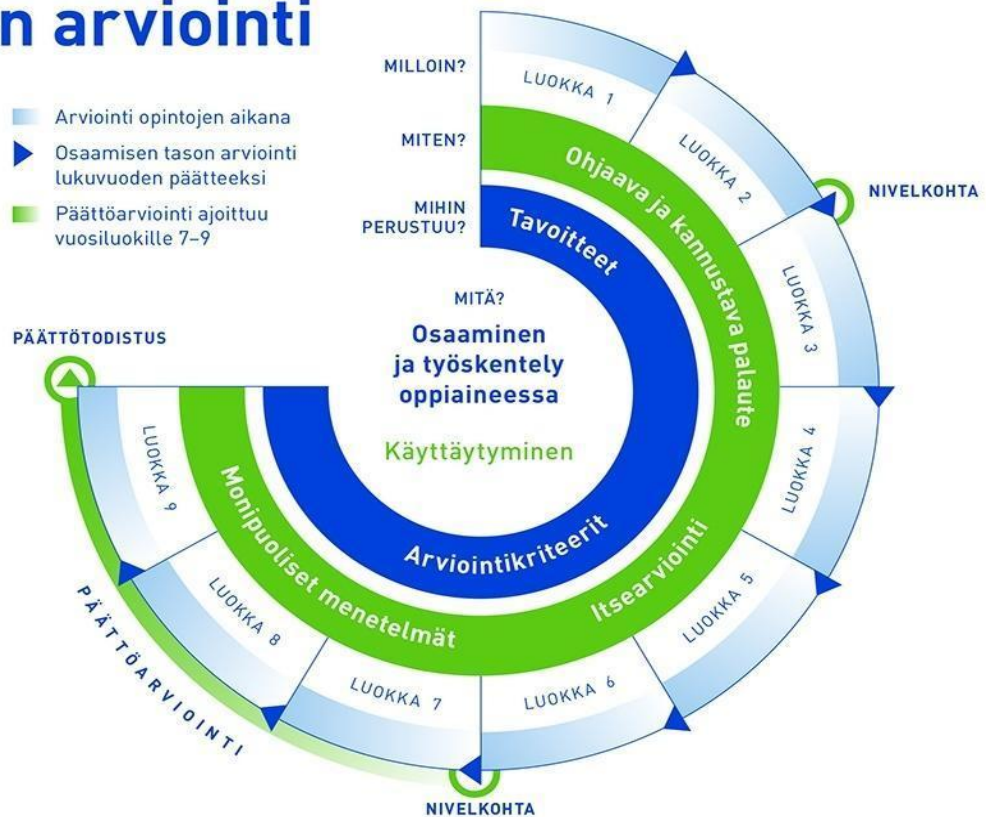 n arviointi
Arviointi opintojen aikana
Osaamisen tason arviointi
lukuvuoden päätteeksi
Päättöarviointi ajoittuu
vuosiluokille 7–9
MILLOIN?
MITEN?
MIHIN
PERUSTUU?
MITÄ?
Osaaminen
ja työskentely
oppiaineessa
Käyttäytyminen
Tavoitteet
Arviointikriteerit
Ohjaava ja kannustava palaute
Itsearviointi
Monipuoliset menetelmät
LUOKKA 1
LUOKKA 2
NIVELKOHTA
LUOKKA 3
LUOKKA 4
LUOKKA 5
LUOKKA 6
NIVELKOHTA
LUOKKA 7
LUOKKA 8
LUOKKA 9
PÄÄTTÖARVIOINTI
PÄÄTTÖTODISTUS